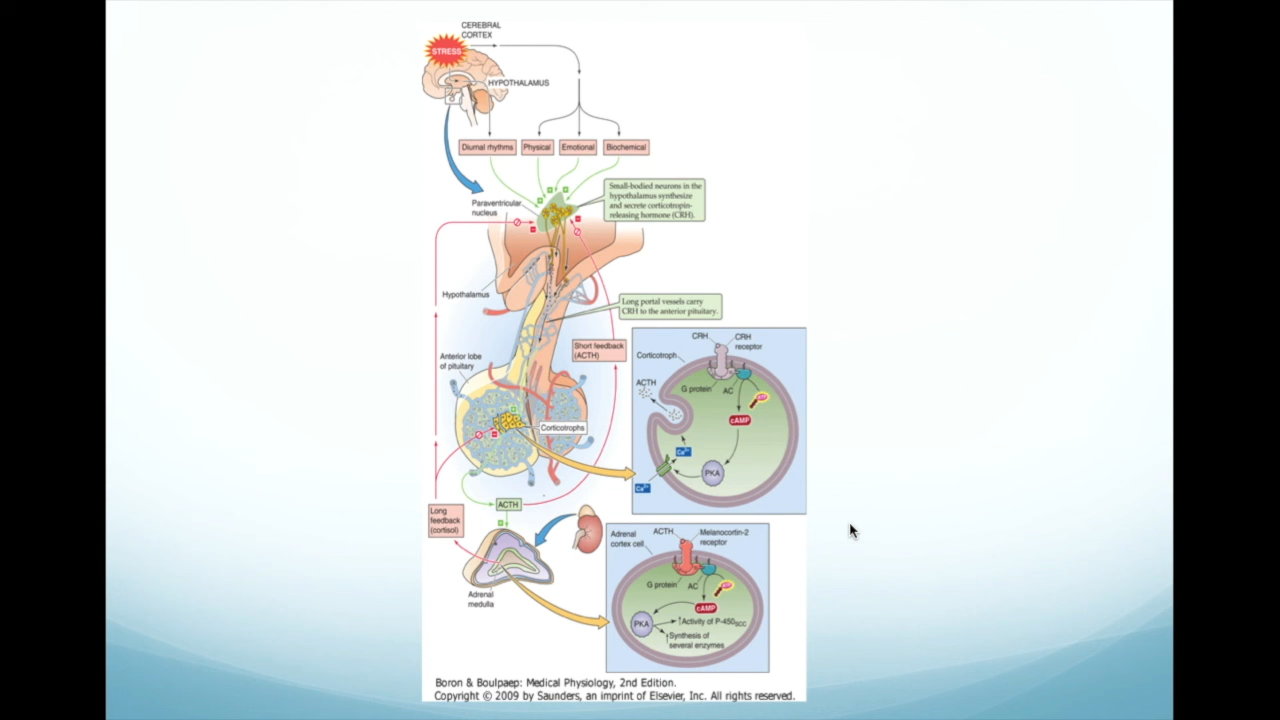 CEREBRAL
CORTEX
STRESS
HYPOTHALAMUS
Diurnal rhythms
Physical
Emotional
Biochemical
Small-bodied neurons in the
hypothalamus synthesize
and secrete corticotropin-
releasing hormone (CRH).
Paraventricular
nucleus
Hypothalamus
Long portal vessels carry
CRH to the anterior pituitary.
Short feedback
(ACTH)
Anterior lobe
of pituitary
Corticotrophs
CRH
CRH
receptor
Corticotroph
ACTH
G protein
AC
ATP
cAMP
Ca2+
PKA
Ca2+
ACTH
Long
feedback
(cortisol)
Adrenal
medulla
Adrenal
cortex cell
ACTH
Melanocortin-2
receptor
G protein
AC
ATP
cAMP
PKA
↑Activity of P-450SCC
↑Synthesis of
several enzymes
Boron & Boulpaep: Medical Physiology, 2nd Edition.
Copyright © 2009 by Saunders, an imprint of Elsevier, Inc. All rights reserved.